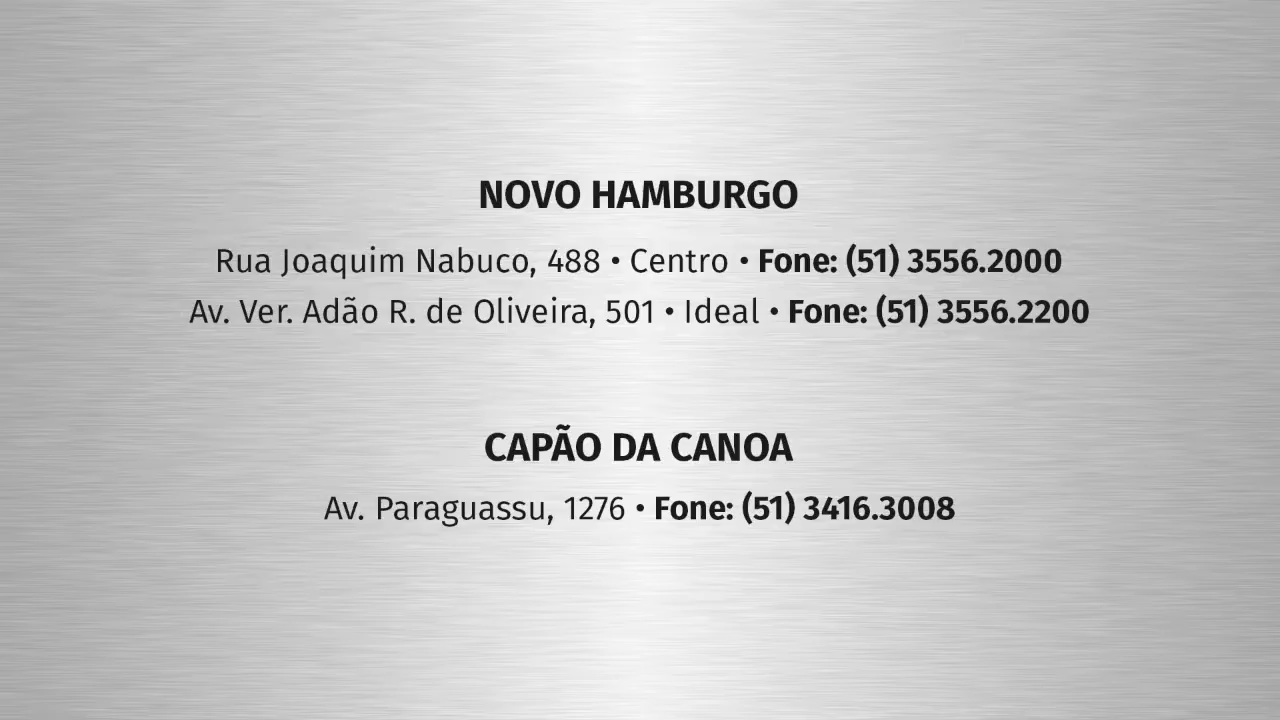 NOVO HAMBURGO
Rua Joaquim Nabuco, 488 • Centro • Fone: (51) 3556.2000
Av. Ver. Adão R. de Oliveira, 501 • Ideal • Fone: (51) 3556.2200
CAPÃO DA CANOA
Av. Paraguassu, 1276 • Fone: (51) 3416.3008